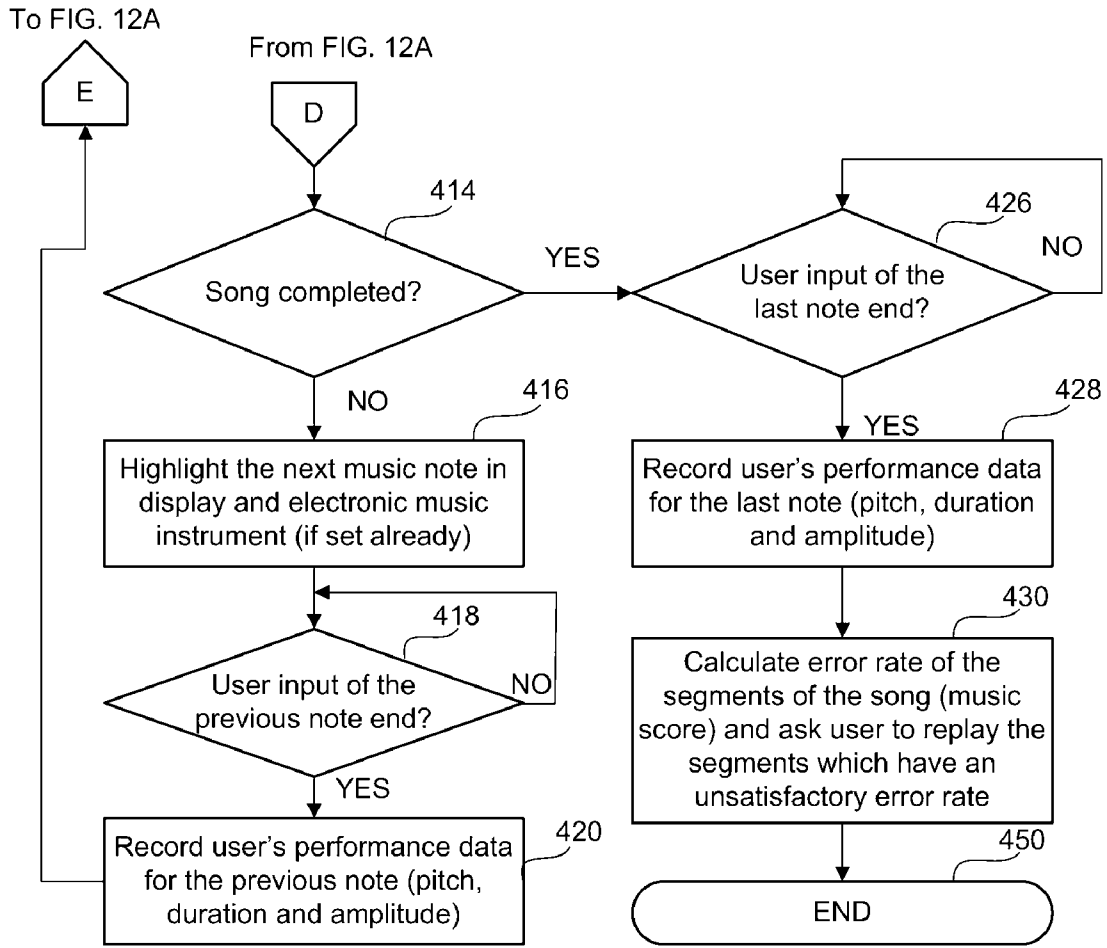 To FIG. 12A
E
From FIG. 12A
D
414
Song completed?
YES
426
User input of the
last note end?
NO
NO
416
Highlight the next music note in
display and electronic music
instrument (if set already)
YES
428
Record user's performance data
for the last note (pitch, duration
and amplitude)
418
User input of the
previous note end?
NO
430
Calculate error rate of the
segments of the song (music
score) and ask user to replay the
segments which have an
unsatisfactory error rate
YES
420
Record user's performance data
for the previous note (pitch,
duration and amplitude)
450
END